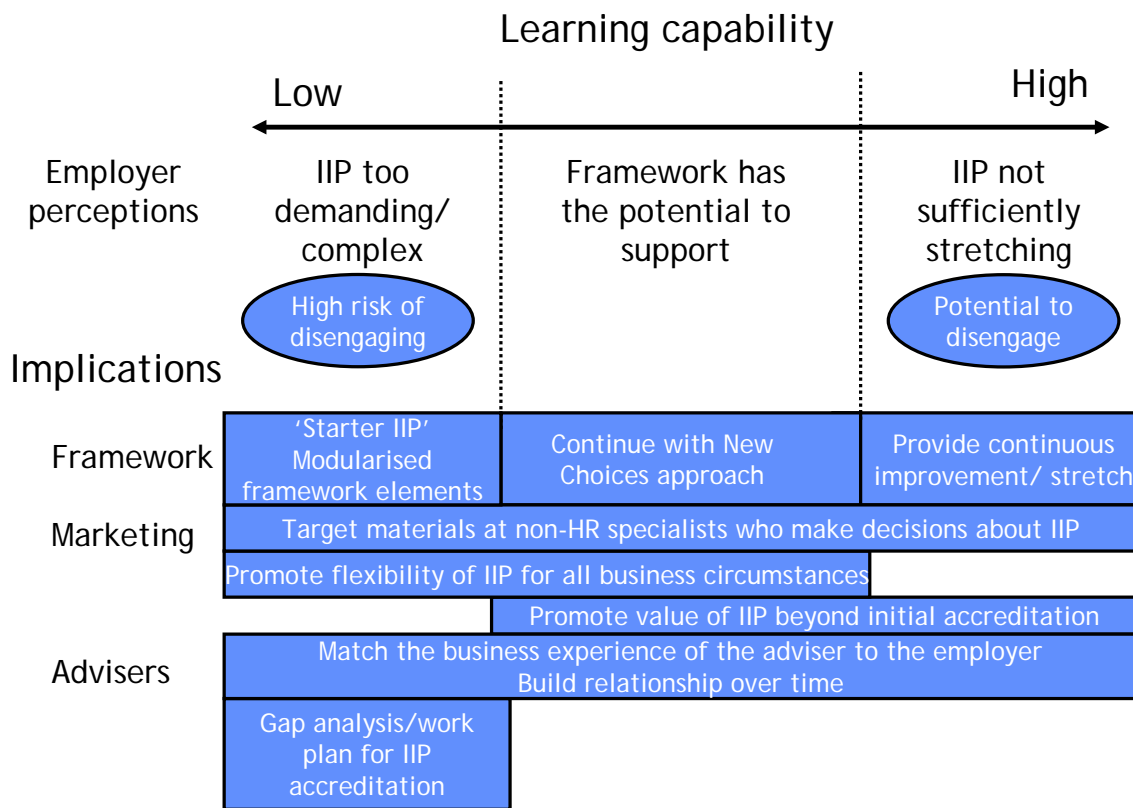 Learning capability
Low
High
Employer
perceptions
IIP too
demanding/
complex
Framework has
the potential to
support
IIP not
sufficiently
stretching
High risk of
disengaging
Potential to
disengage
Implications
Framework
‘Starter IIP’
Modularised
framework elements
Continue with New
Choices approach
Provide continuous
improvement/ stretch
Marketing
Target materials at non-HR specialists who make decisions about IIP
Promote flexibility of IIP for all business circumstances
Promote value of IIP beyond initial accreditation
Advisers
Match the business experience of the adviser to the employer
Build relationship over time
Gap analysis/work
plan for IIP
accreditation